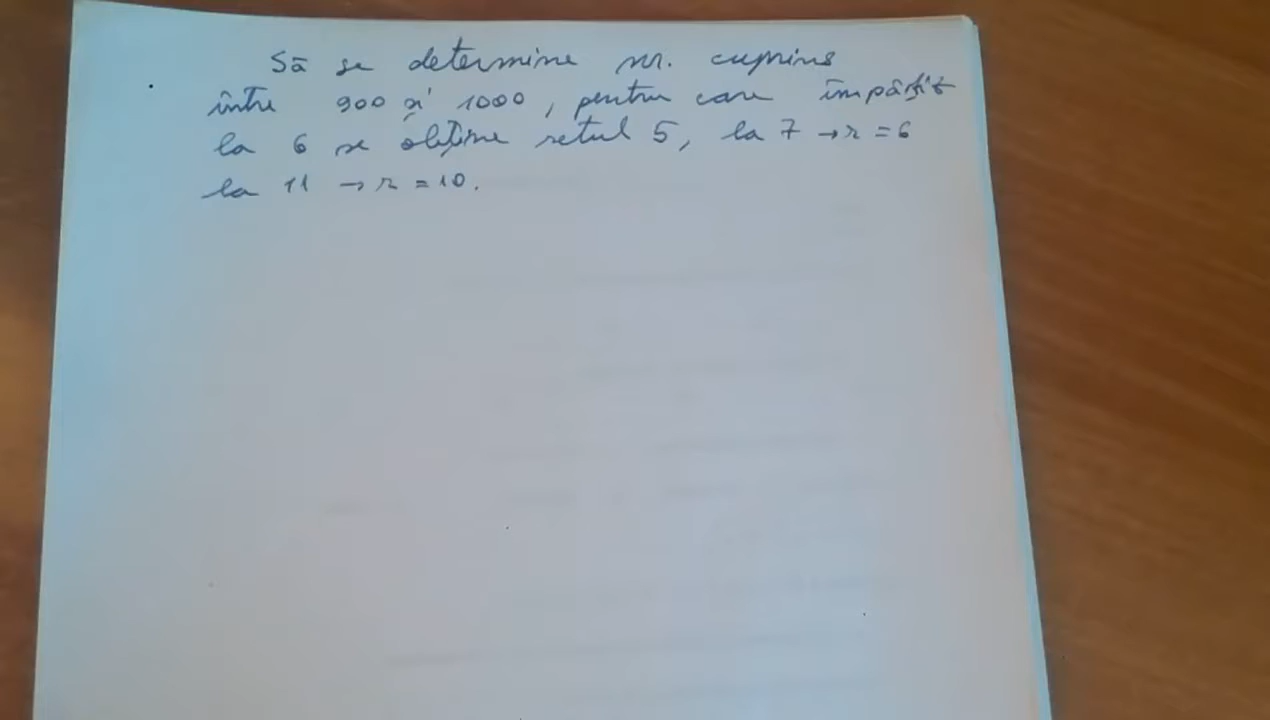 Să se determine nr. cuprins
între 900 și 1000, pentru care împărțit
la 6 se obține restul 5, la 7 → r = 6
la 11 → r = 10.